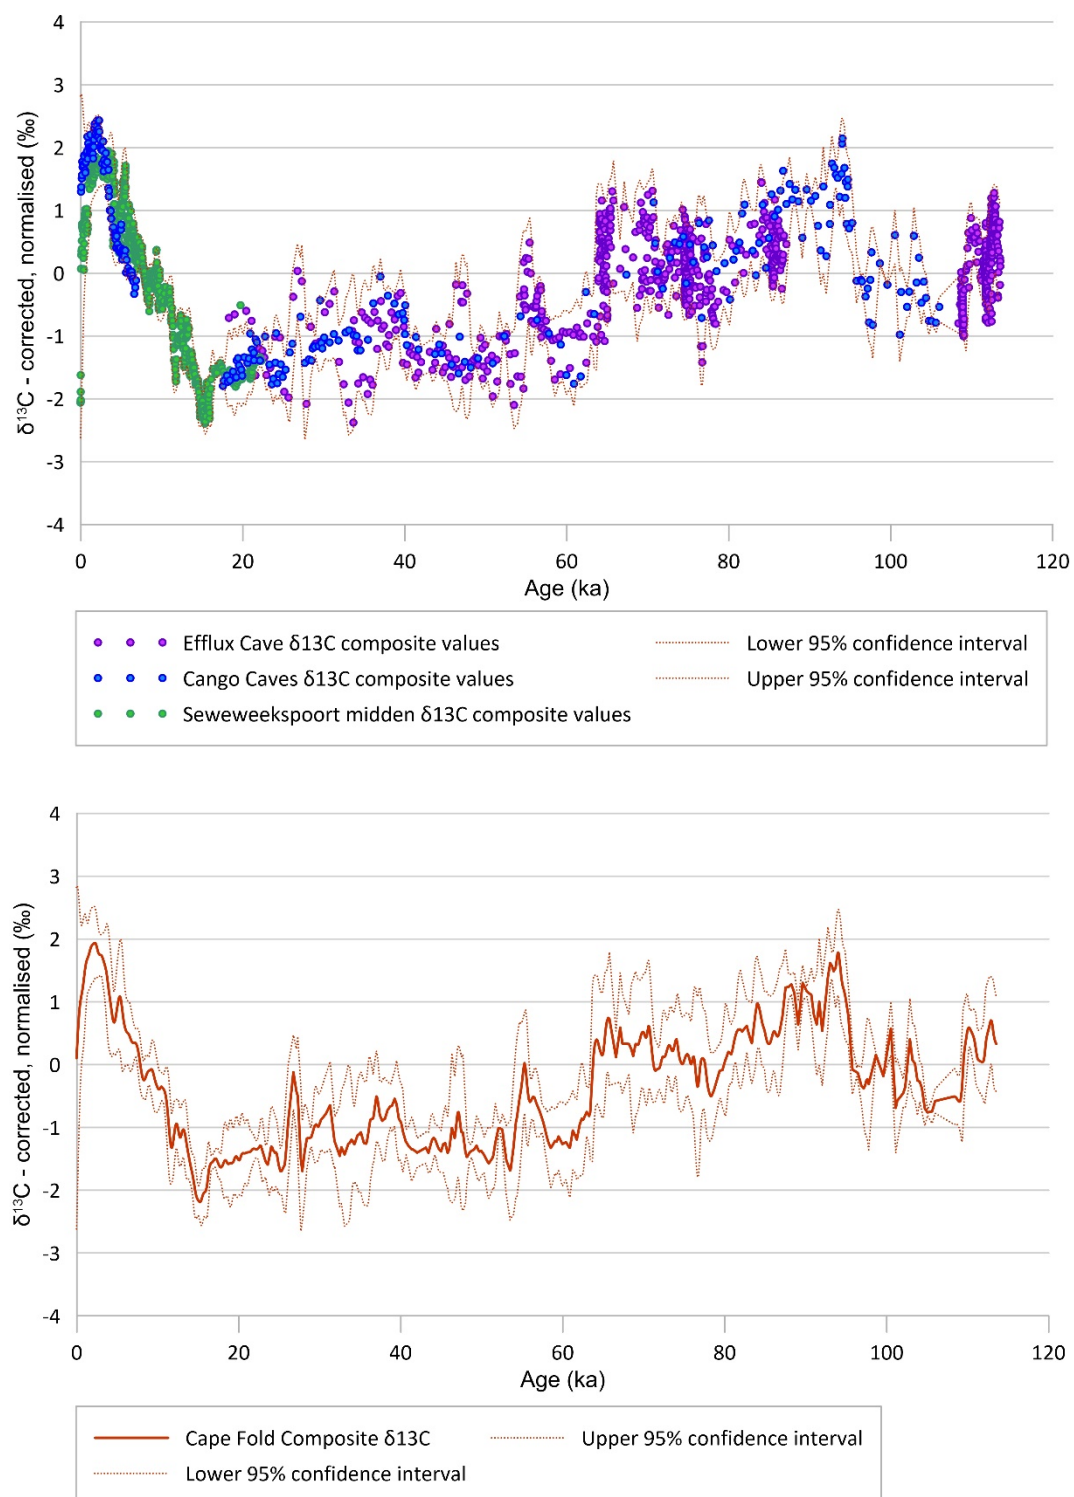 4
3
2
1
0
-1
-2
-3
-4
δ¹³C - corrected, normalised (‰)
0 20 40 60 80 100 120
Age (ka)
Efflux Cave δ13C composite values
Lower 95% confidence interval
Cango Caves δ13C composite values
Upper 95% confidence interval
Seweweekspoort midden δ13C composite values
4
3
2
1
0
-1
-2
-3
-4
δ¹³C - corrected, normalised (‰)
0 20 40 60 80 100 120
Age (ka)
Cape Fold Composite δ13C
Upper 95% confidence interval
Lower 95% confidence interval